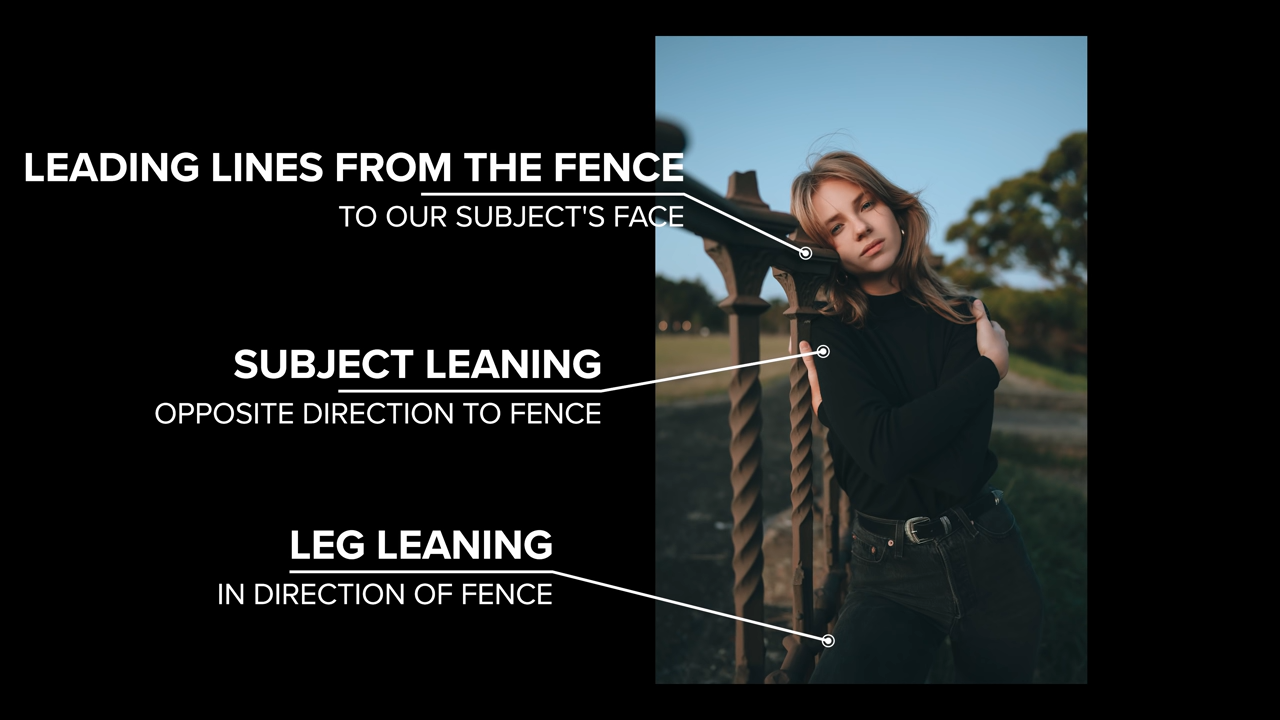 LEADING LINES FROM THE FENCE
TO OUR SUBJECT'S FACE
SUBJECT LEANING
OPPOSITE DIRECTION TO FENCE
LEG LEANING
IN DIRECTION OF FENCE